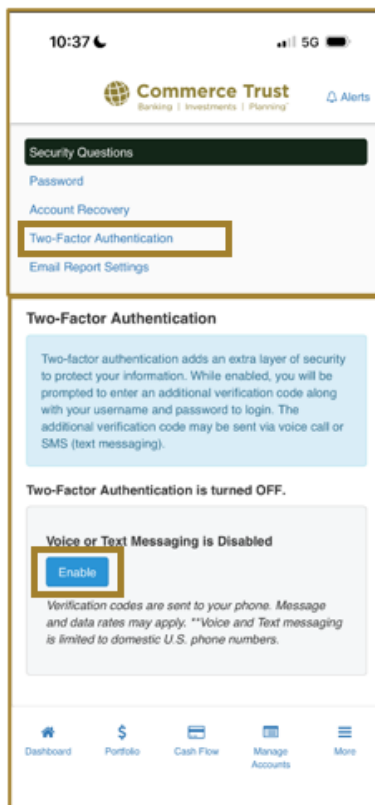 10:37
5G
Commerce Trust
Banking | Investments | Planning
Alerts
Security Questions
Password
Account Recovery
Two-Factor Authentication
Email Report Settings
Two-Factor Authentication
Two-factor authentication adds an extra layer of security
to protect your information. While enabled, you will be
prompted to enter an additional verification code along
with your username and password to login. The
additional verification code may be sent via voice call or
SMS (text messaging).
Two-Factor Authentication is turned OFF.
Voice or Text Messaging is Disabled
Enable
Verification codes are sent to your phone. Message
and data rates may apply. **Voice and Text messaging
is limited to domestic U.S. phone numbers.
Dashboard
Portfolio
Cash Flow
Manage
Accounts
More